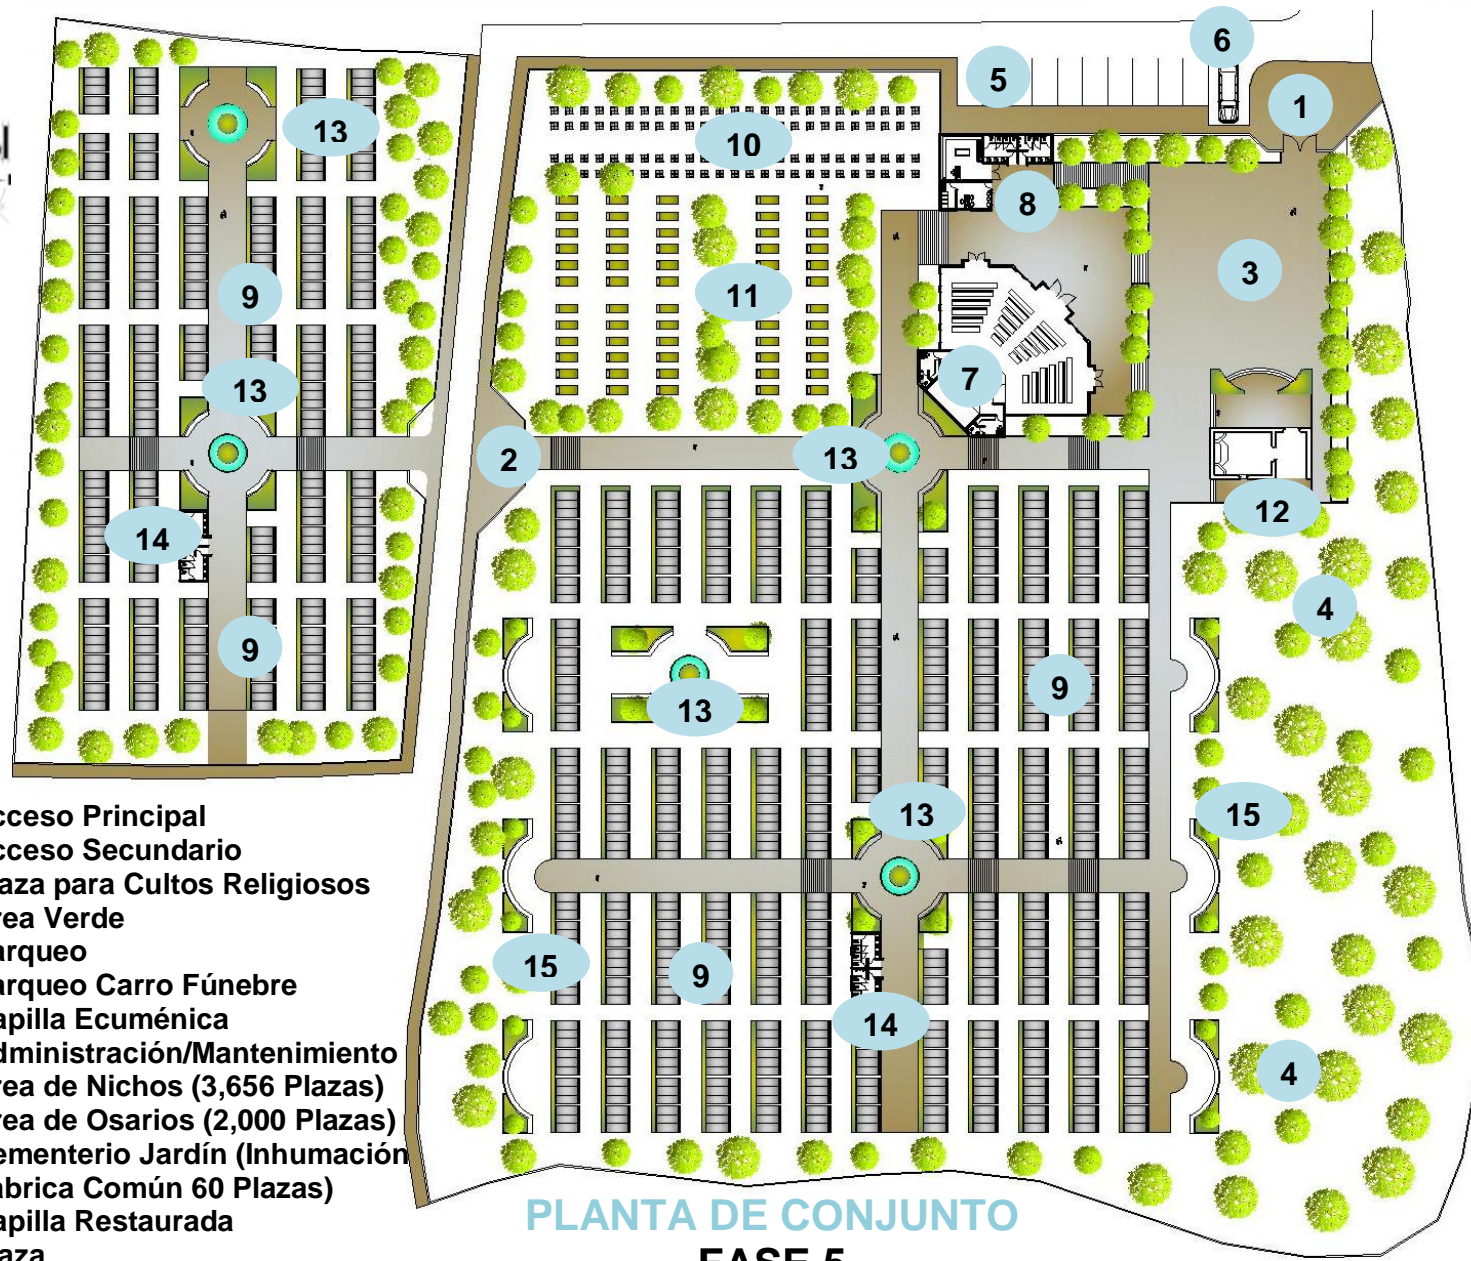 6
5
1
13
10
8
3
9
11
13
7
2
13
12
14
4
9
9
13
13
15
15
9
14
4
cceso Principal
cceso Secundario
aza para Cultos Religiosos
rea Verde
arqueo
arqueo Carro Fúnebre
apilla Ecuménica
dministración/Mantenimiento
rea de Nichos (3,656 Plazas)
rea de Osarios (2,000 Plazas)
ementerio Jardín (Inhumación
abrica Común 60 Plazas)
apilla Restaurada
aza
PLANTA DE CONJUNTO
FASE 5